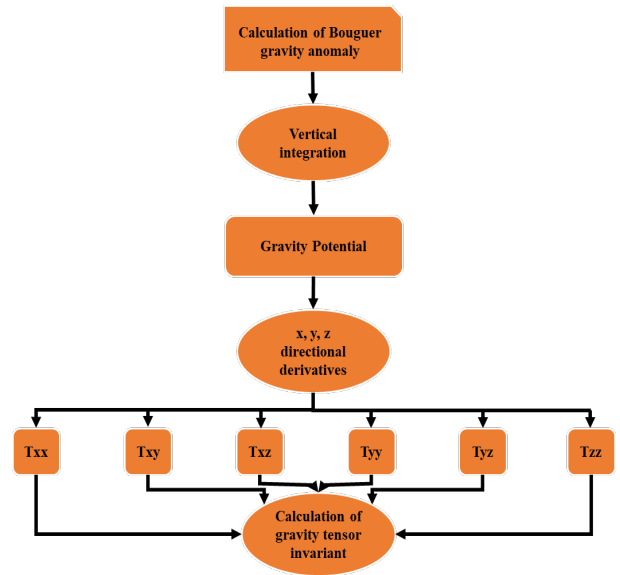 Calculation of Bouguer
gravity anomaly
Vertical
integration
Gravity Potential
x, y, z
directional
derivatives
Txx
Txy
Txz
Tyy
Tyz
Tzz
Calculation of
gravity tensor
invariant